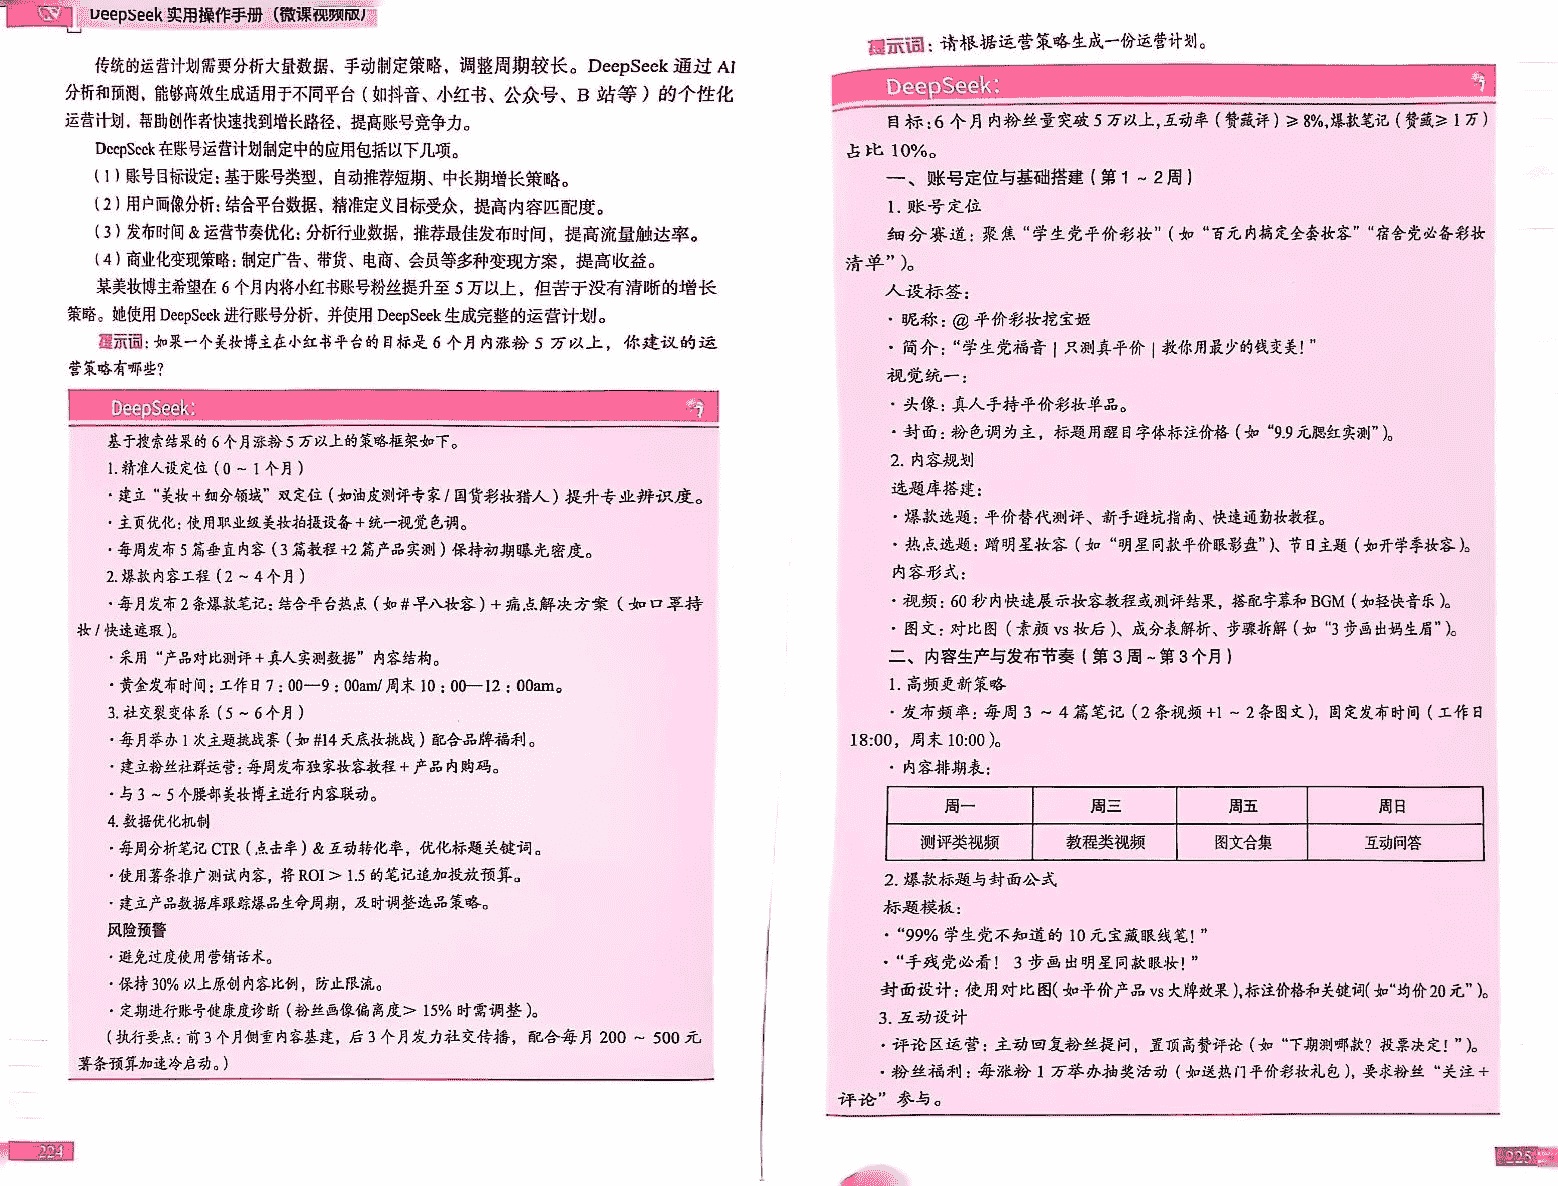 DeepSeek 实用操作手册（微课视频版）
传统的运营计划需要分析大量数据，手动制定策略，调整周期较长。DeepSeek 通过 AI
分析和预测，能够高效生成适用于不同平台（如抖音、小红书、公众号、B 站等）的个性化
运营计划，帮助创作者快速找到增长路径，提高账号竞争力。
DeepSeek 在账号运营计划制定中的应用包括以下几项。
（1）账号目标设定：基于账号类型，自动推荐短期、中长期增长策略。
（2）用户画像分析：结合平台数据，精准定义目标受众，提高内容匹配度。
（3）发布时间 & 运营节奏优化：分析行业数据，推荐最佳发布时间，提高流量触达率。
（4）商业化变现策略：制定广告、带货、电商、会员等多种变现方案，提高收益。
某美妆博主希望在 6 个月内将小红书账号粉丝提升至 5 万以上，但苦于没有清晰的增长
策略。她使用 DeepSeek 进行账号分析，并使用 DeepSeek 生成完整的运营计划。
提示词：如果一个美妆博主在小红书平台的目标是 6 个月内涨粉 5 万以上，你建议的运
营策略有哪些？
DeepSeek：
基于搜索结果的 6 个月涨粉 5 万以上的策略框架如下。
1. 精准人设定位（0 ~ 1 个月）
· 建立“美妆 + 细分领域”双定位（如油皮测评专家 / 国货彩妆猎人）提升专业辨识度。
· 主页优化：使用职业级美妆拍摄设备 + 统一视觉色调。
· 每周发布 5 篇垂直内容（3 篇教程 +2 篇产品实测）保持初期曝光密度。
2. 爆款内容工程（2 ~ 4 个月）
· 每月发布 2 条爆款笔记：结合平台热点（如 # 早八妆容）+ 痛点解决方案（如口罩持
妆 / 快速遮瑕）。
· 采用“产品对比测评 + 真人实测数据”内容结构。
· 黄金发布时间：工作日 7：00—9：00am/ 周末 10：00—12：00am。
3. 社交裂变体系（5 ~ 6 个月）
· 每月举办 1 次主题挑战赛（如 #14 天底妆挑战）配合品牌福利。
· 建立粉丝社群运营：每周发布独家妆容教程 + 产品内购码。
· 与 3 ~ 5 个腰部美妆博主进行内容联动。
4. 数据优化机制
· 每周分析笔记 CTR（点击率）& 互动转化率，优化标题关键词。
· 使用薯条推广测试内容，将 ROI＞1.5 的笔记追加投放预算。
· 建立产品数据库跟踪爆品生命周期，及时调整选品策略。
风险预警
· 避免过度使用营销话术。
· 保持 30% 以上原创内容比例，防止限流。
· 定期进行账号健康度诊断（粉丝画像偏离度＞15% 时需调整）。
（执行要点：前 3 个月侧重内容基建，后 3 个月发力社交传播，配合每月 200 ~ 500 元
薯条预算加速冷启动。）
224
提示词：请根据运营策略生成一份运营计划。
DeepSeek：
目标：6 个月内粉丝量突破 5 万以上，互动率（赞藏评）≥8%，爆款笔记（赞藏≥1 万）
占比 10%。
一、账号定位与基础搭建（第 1 ~ 2 周）
1. 账号定位
细分赛道：聚焦“学生党平价彩妆”（如“百元内搞定全套妆容”“宿舍党必备彩妆
清单”）。
人设标签：
· 昵称：@ 平价彩妆挖宝姬
· 简介：“学生党福音 | 只测真平价 | 教你用最少的钱变美！”
视觉统一：
· 头像：真人手持平价彩妆单品。
· 封面：粉色调为主，标题用醒目字体标注价格（如“9.9 元腮红实测”）。
2. 内容规划
选题库搭建：
· 爆款选题：平价替代测评、新手避坑指南、快速通勤妆教程。
· 热点选题：蹭明星妆容（如“明星同款平价眼影盘”）、节日主题（如开学季妆容）。
内容形式：
· 视频：60 秒内快速展示妆容教程或测评结果，搭配字幕和 BGM（如轻快音乐）。
· 图文：对比图（素颜 vs 妆后）、成分表解析、步骤拆解（如“3 步画出妈生眉”）。
二、内容生产与发布节奏（第 3 周 ~ 第 3 个月）
1. 高频更新策略
· 发布频率：每周 3 ~ 4 篇笔记（2 条视频 +1 ~ 2 条图文），固定发布时间（工作日
18:00，周末 10:00）。
· 内容排期表：
周一 周三 周五 周日
测评类视频 教程类视频 图文合集 互动问答
2. 爆款标题与封面公式
标题模板：
· “99% 学生党不知道的 10 元宝藏眼线笔！”
· “手残党必看！ 3 步画出明星同款眼妆！”
封面设计：使用对比图（如平价产品 vs 大牌效果），标注价格和关键词（如“均价 20 元”）。
3. 互动设计
· 评论区运营：主动回复粉丝提问，置顶高赞评论（如“下期测哪款？投票决定！”）。
· 粉丝福利：每涨粉 1 万举办抽奖活动（如送热门平价彩妆礼包），要求粉丝“关注 +
评论”参与。
225